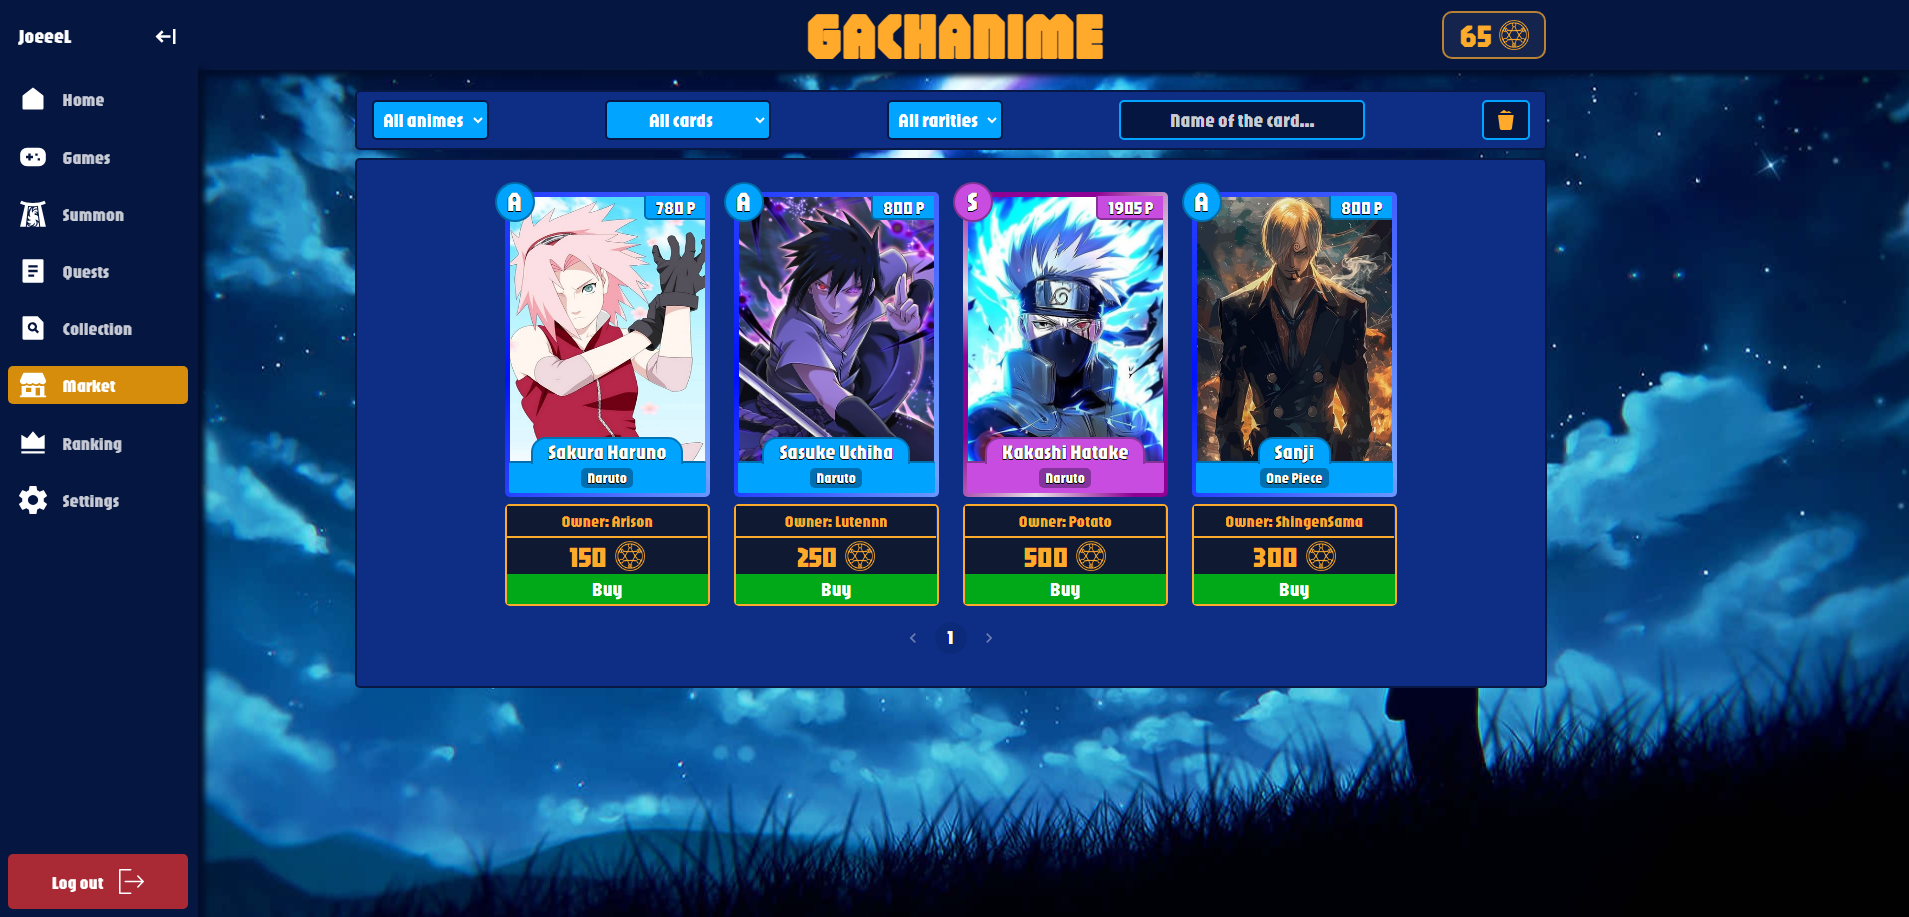 JoeeeL
GACHANIME
65
Home
Games
Summon
Quests
Collection
Market
Ranking
Settings
Log out
All animes
All cards
All rarities
Name of the card...
A
780 P
Sakura Haruno
Naruto
Owner: Arison
150
Buy
A
800 P
Sasuke Uchiha
Naruto
Owner: Lutennn
250
Buy
S
1905 P
Kakashi Hatake
Naruto
Owner: Potato
500
Buy
A
800 P
Sanji
One Piece
Owner: ShingenSama
300
Buy
1